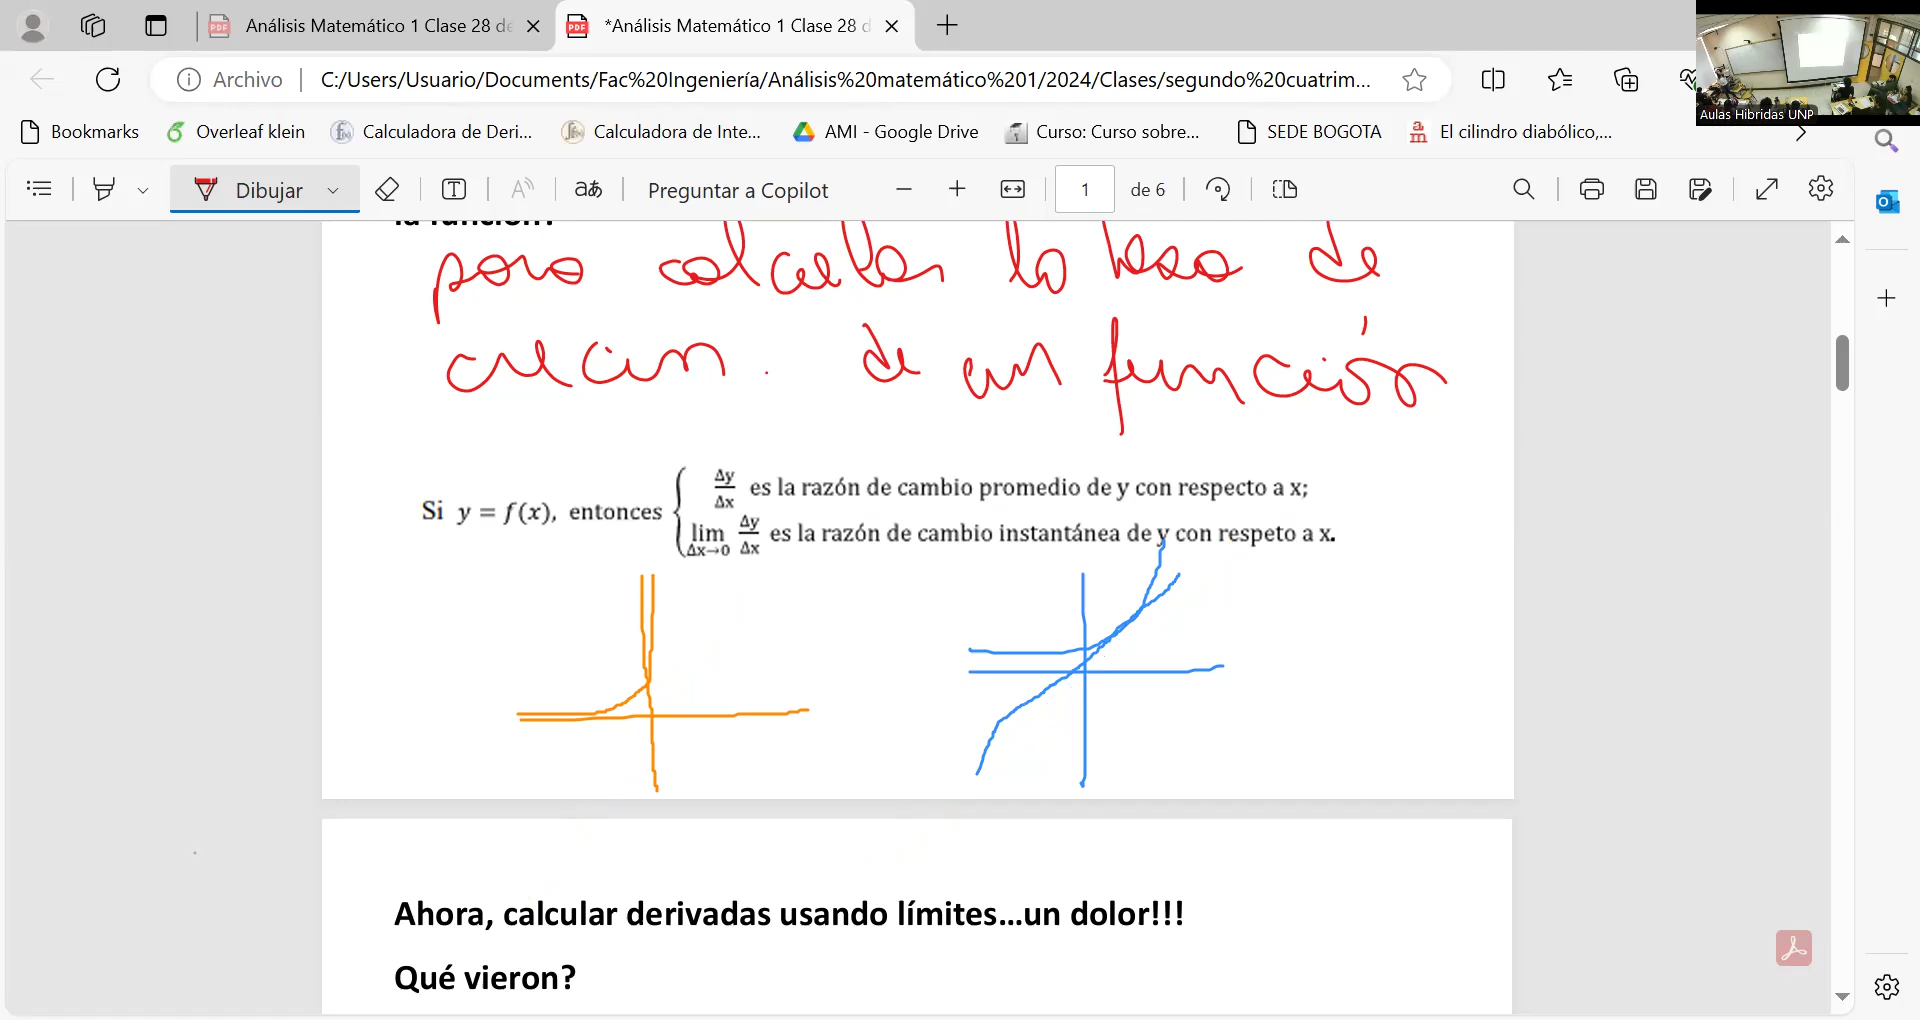 Análisis Matemático 1 Clase 28 de
*Análisis Matemático 1 Clase 28 d
Archivo
C:/Users/Usuario/Documents/Fac%20Ingeniería/Análisis%20matemático%201/2024/Clases/segundo%20cuatrim...
Aulas Hibridas UNP
Bookmarks
Overleaf klein
Calculadora de Deri...
Calculadora de Inte...
AMI - Google Drive
Curso: Curso sobre...
SEDE BOGOTA
El cilindro diabólico,...
Dibujar
Preguntar a Copilot
1 de 6
la función?
para calcular la tasa de
crecim. de un función
Si y = f(x), entonces
Δy/Δx es la razón de cambio promedio de y con respecto a x;
lim Δx→0 Δy/Δx es la razón de cambio instantánea de y con respeto a x.
Ahora, calcular derivadas usando límites...un dolor!!!
Qué vieron?